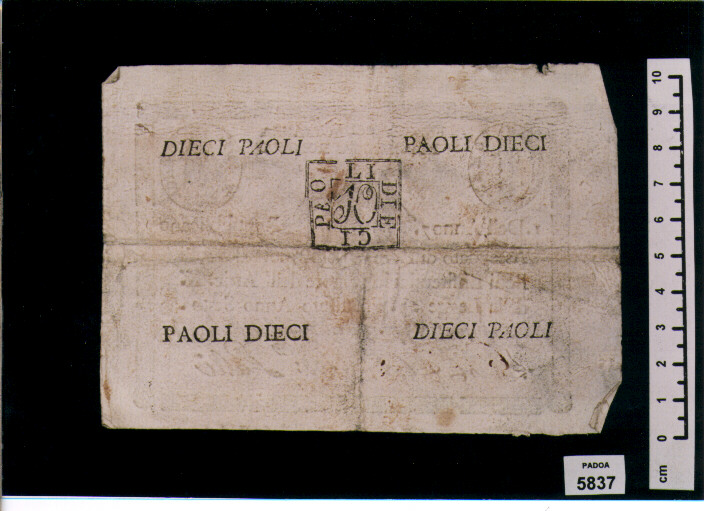 DIECI PAOLI
PAOLI DIECI
PAO LI DIE CI
10
PAOLI DIECI
DIECI PAOLI
10
9
8
7
6
5
4
3
2
1
0
cm
PADOA
5837